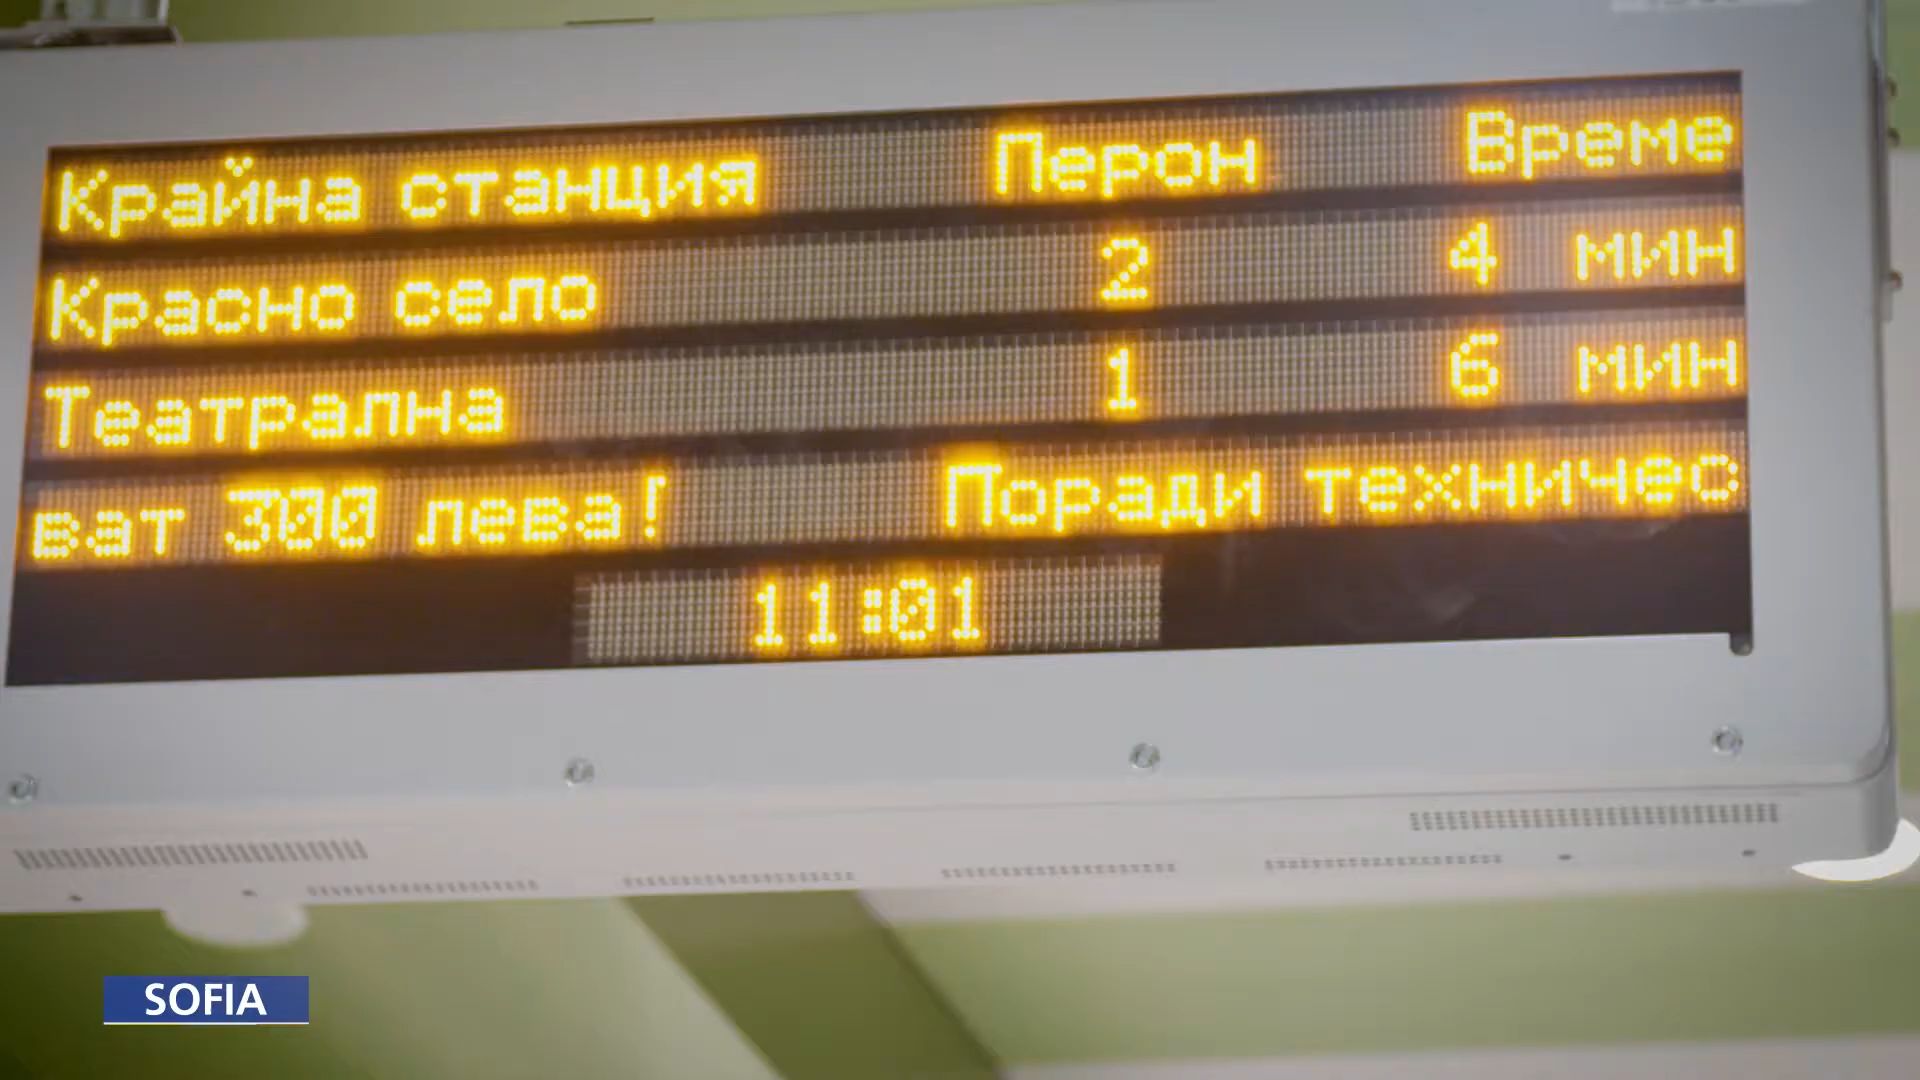 Крайна станция Перон Време
Красно село 2 4 мин
Театрална 1 6 мин
ват 300 лева! Поради техничес
11:01
SOFIA